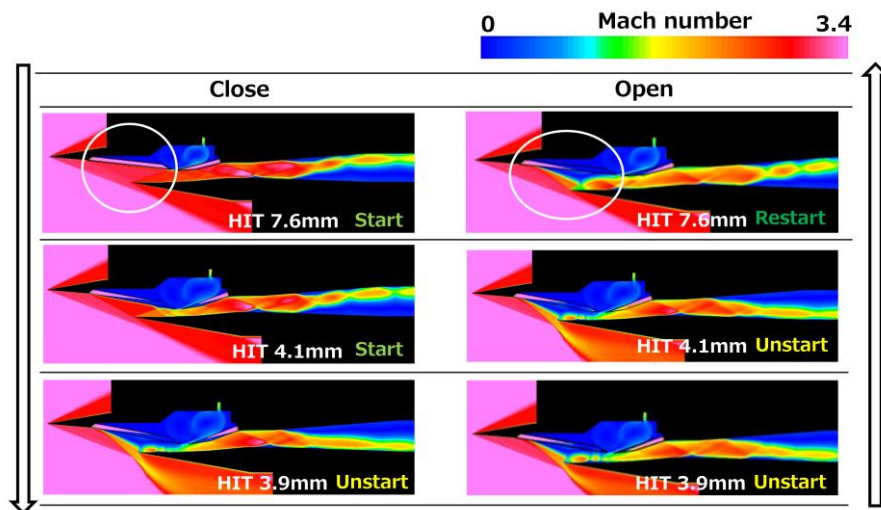 0 Mach number 3.4
Close Open
HIT 7.6mm Start
HIT 7.6mm Restart
HIT 4.1mm Start
HIT 4.1mm Unstart
HIT 3.9mm Unstart
HIT 3.9mm Unstart